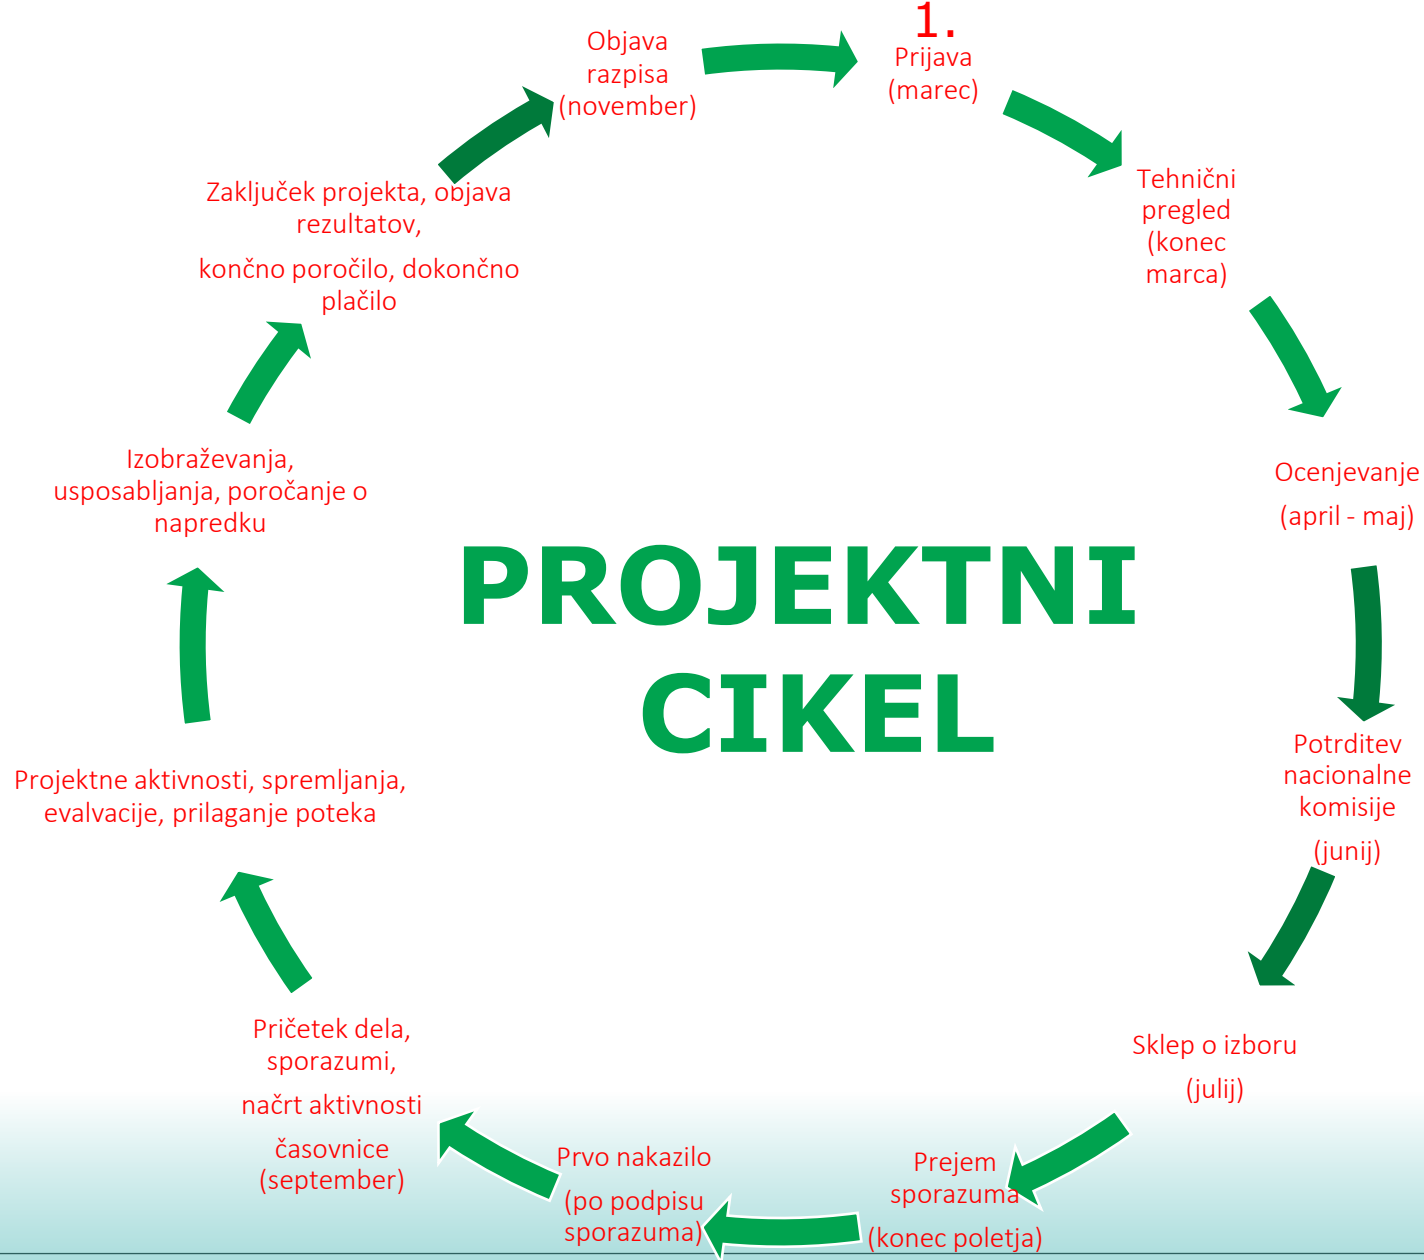 1.
Prijava
(marec)
Tehnični
pregled
(konec
marca)
Ocenjevanje
(april - maj)
Potrditev
nacionalne
komisije
(junij)
Sklep o izboru
(julij)
Prejem
sporazuma
(konec poletja)
Prvo nakazilo
(po podpisu
sporazuma)
Pričetek dela,
sporazumi,
načrt aktivnosti
časovnice
(september)
Projektne aktivnosti, spremljanja,
evalvacije, prilaganje poteka
Izobraževanja,
usposabljanja, poročanje o
napredku
Zaključek projekta, objava
rezultatov,
končno poročilo, dokončno
plačilo
Objava
razpisa
(november)
PROJEKTNI
CIKEL